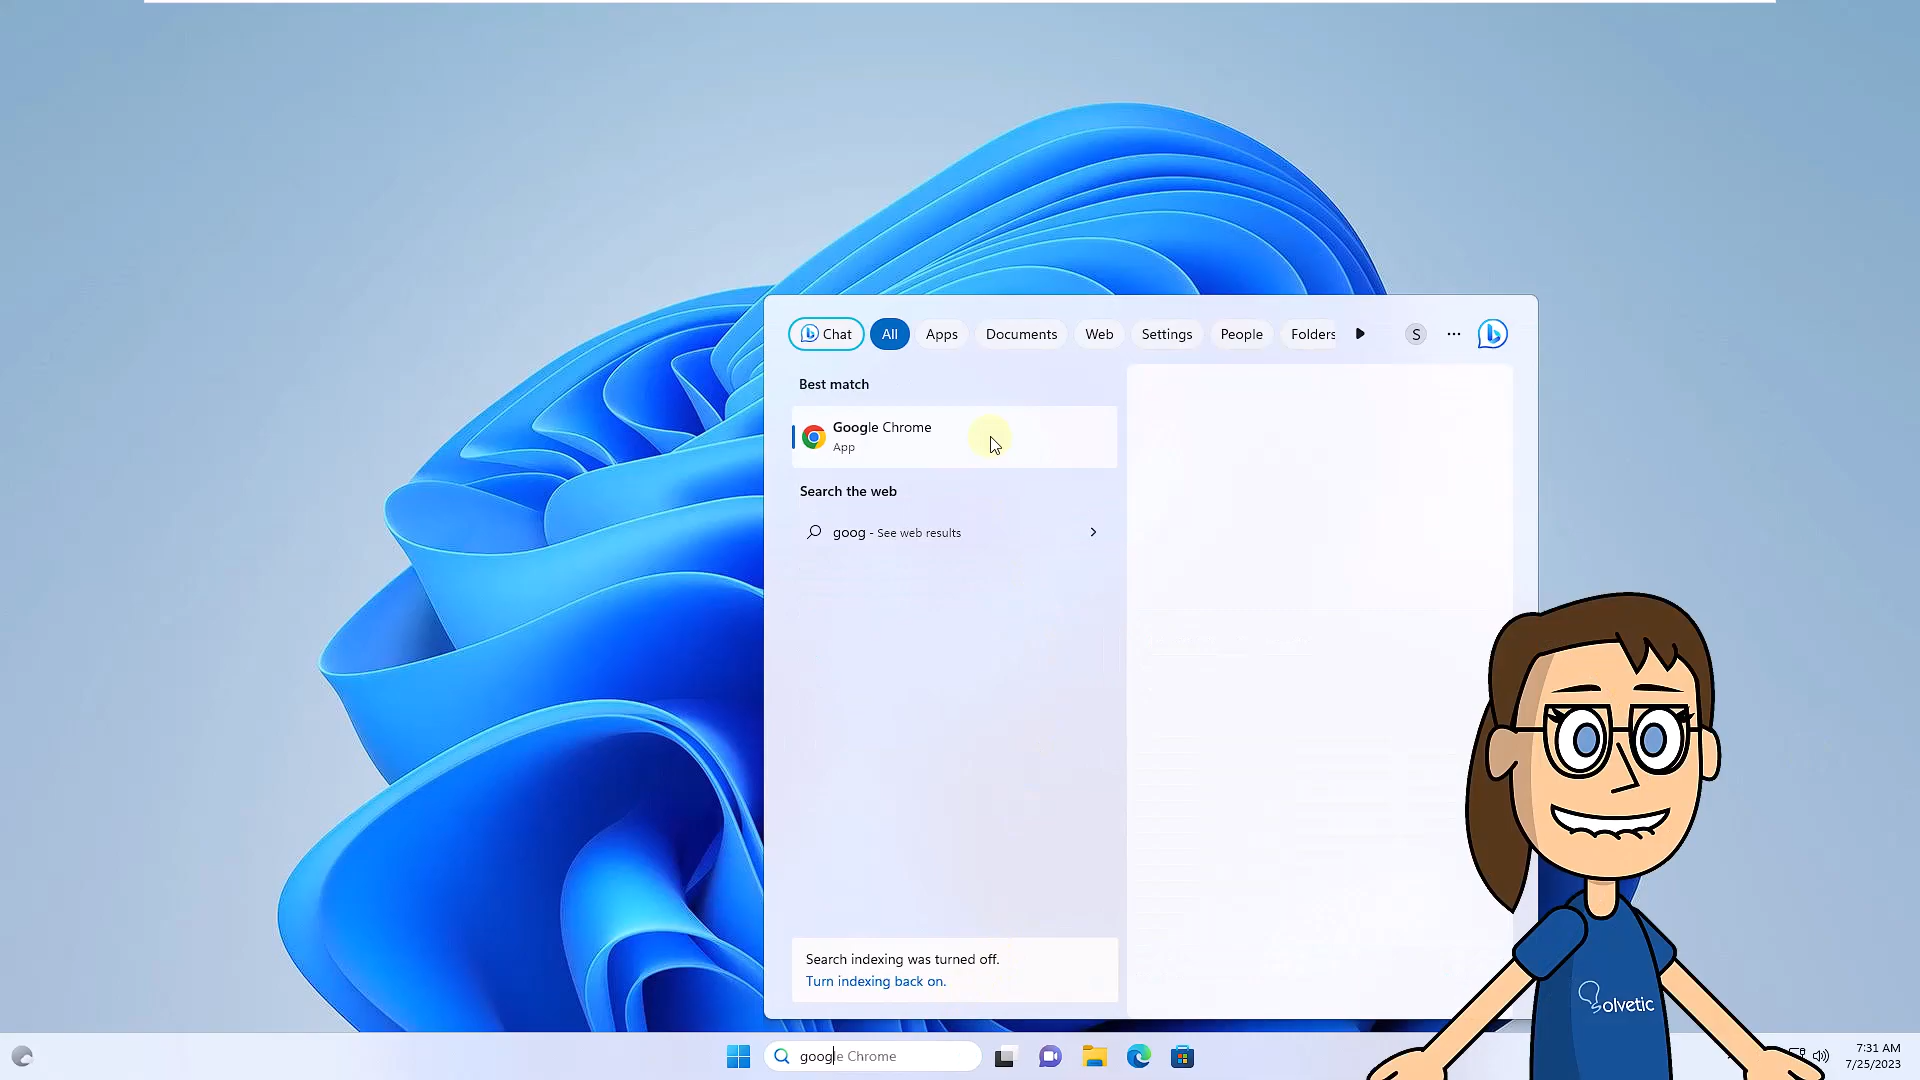 Chat
All
Apps
Documents
Web
Settings
People
Folders
S
Best match
Google Chrome
App
Search the web
goog - See web results
Search indexing was turned off.
Turn indexing back on.
olvetic
google Chrome
7:31 AM
7/25/2023